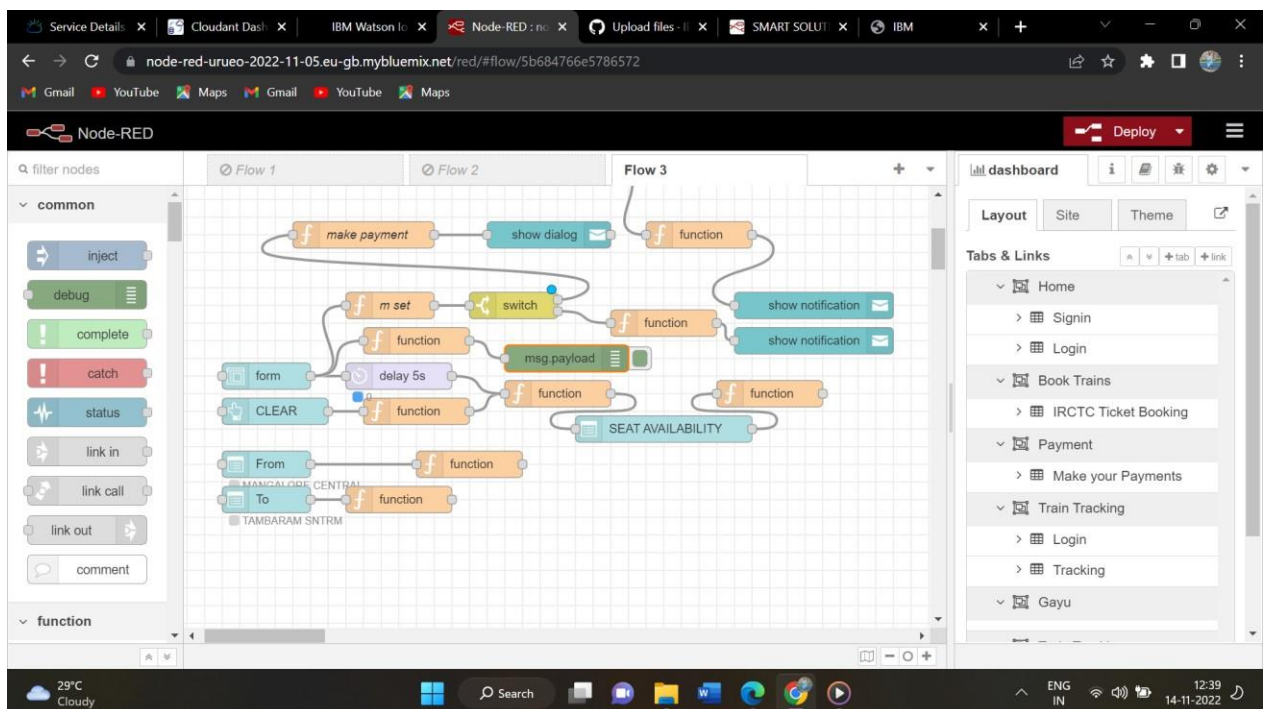 Service Details
Cloudant Dash
IBM Watson Io
Node-RED : no
Upload files - I
SMART SOLUT
IBM
node-red-urueo-2022-11-05.eu-gb.mybluemix.net/red/#flow/5b684766e5786572
Gmail YouTube Maps Gmail YouTube Maps
Node-RED
Deploy
filter nodes
Flow 1
Flow 2
Flow 3
dashboard
i
common
inject
debug
complete
catch
status
link in
link call
link out
comment
function
make payment
show dialog
function
m set
switch
show notification
function
function
show notification
msg.payload
form
delay 5s
0
function
function
CLEAR
function
SEAT AVAILABILITY
From
function
MANGALORE CENTRAL
To
function
TAMBARAM SNTRM
Layout
Site
Theme
Tabs & Links
+ tab
+ link
Home
Signin
Login
Book Trains
IRCTC Ticket Booking
Payment
Make your Payments
Train Tracking
Login
Tracking
Gayu
29°C
Cloudy
Search
ENG
IN
12:39
14-11-2022